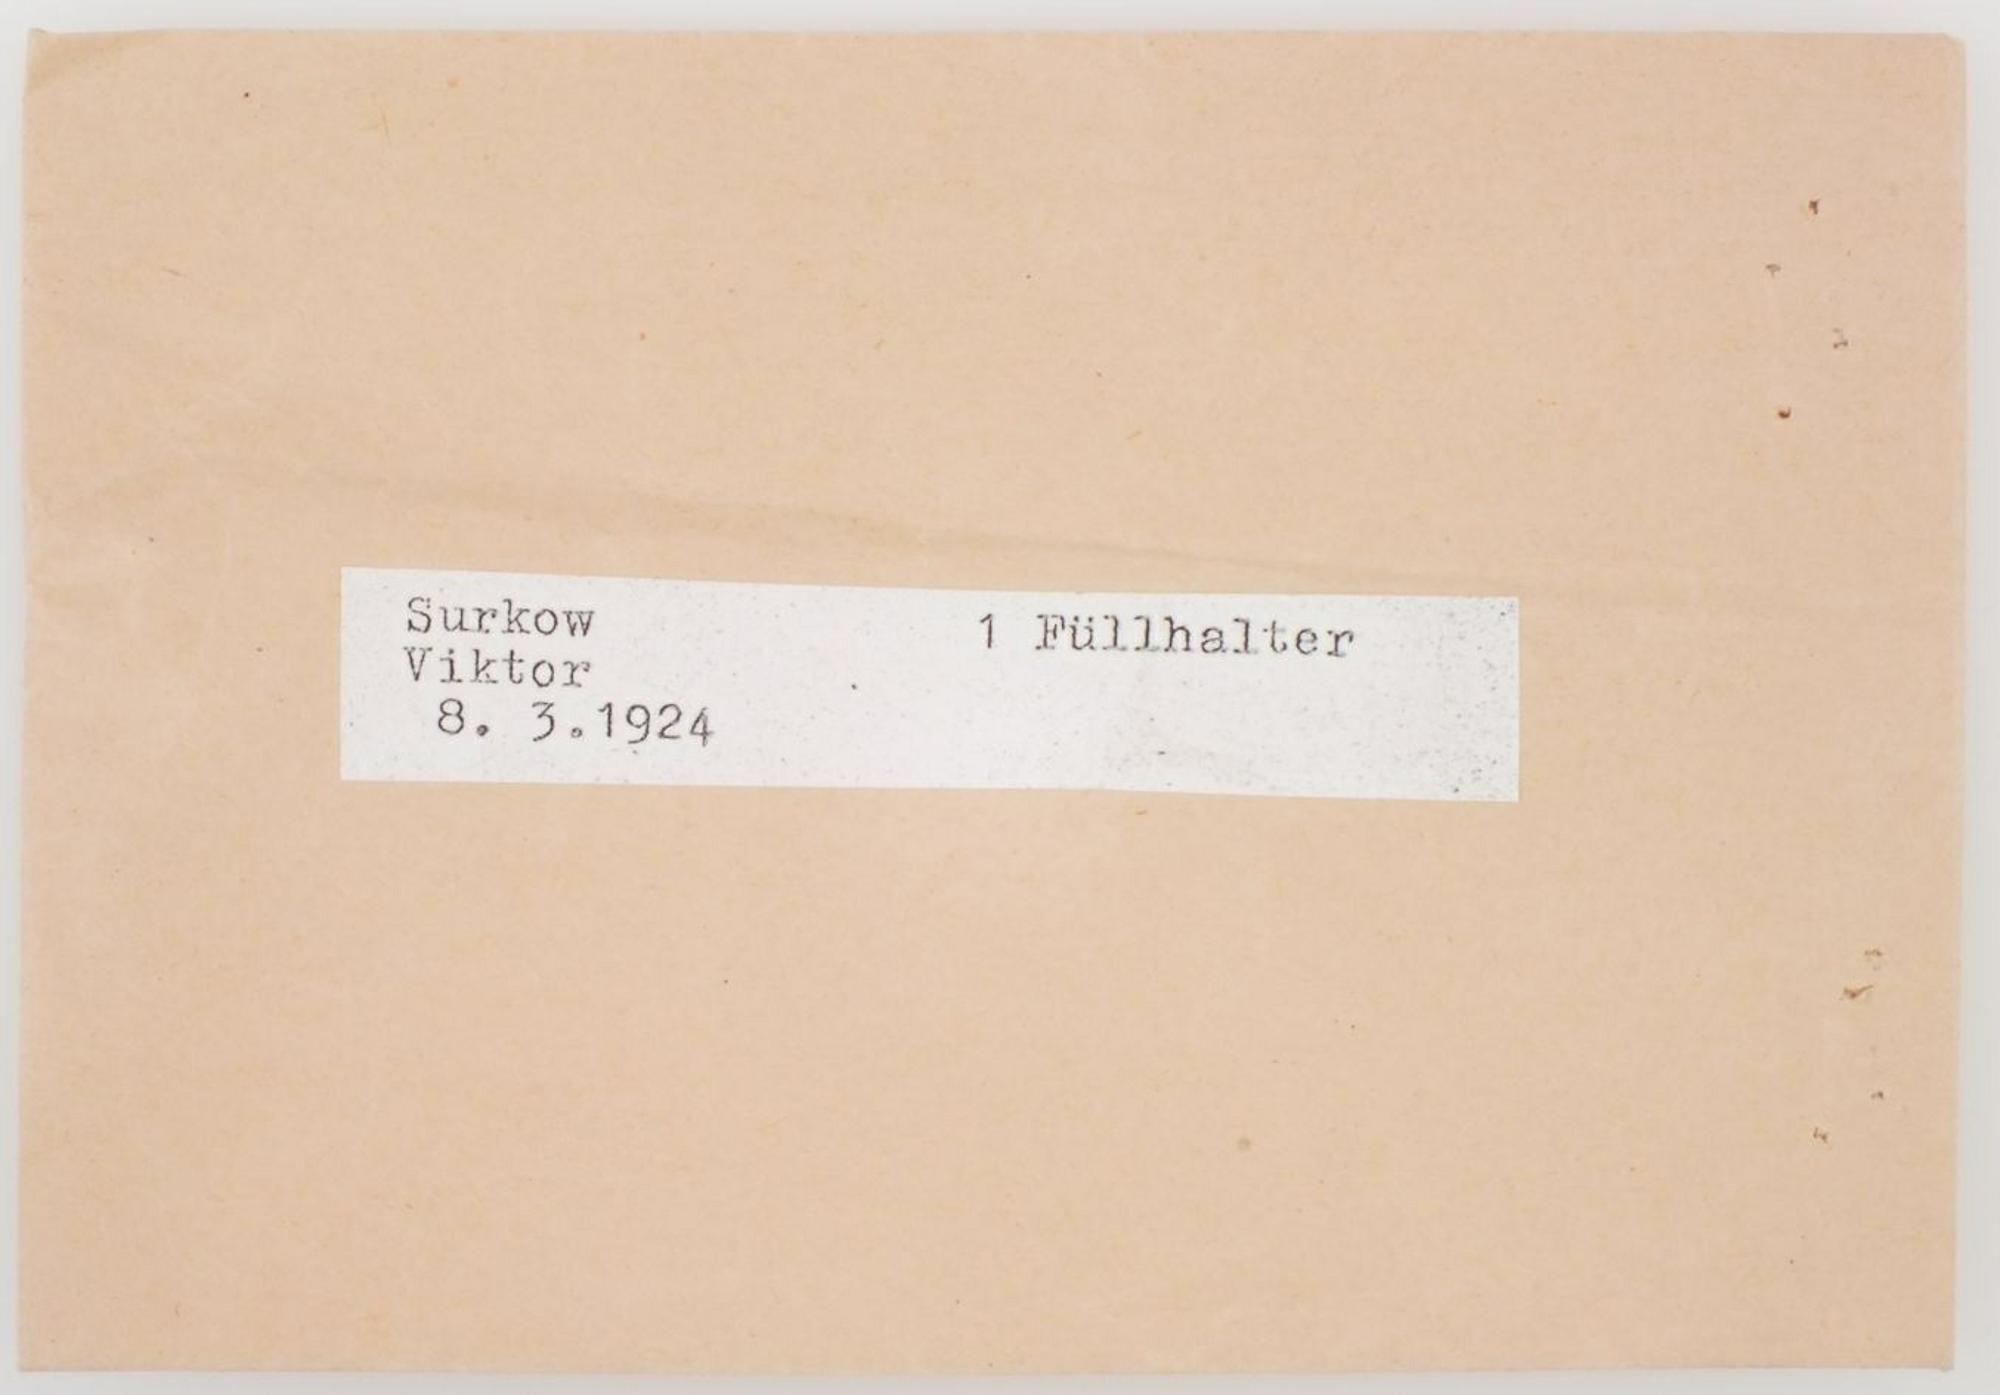 Surkow 1 Füllhalter
Viktor
8. 3.1924